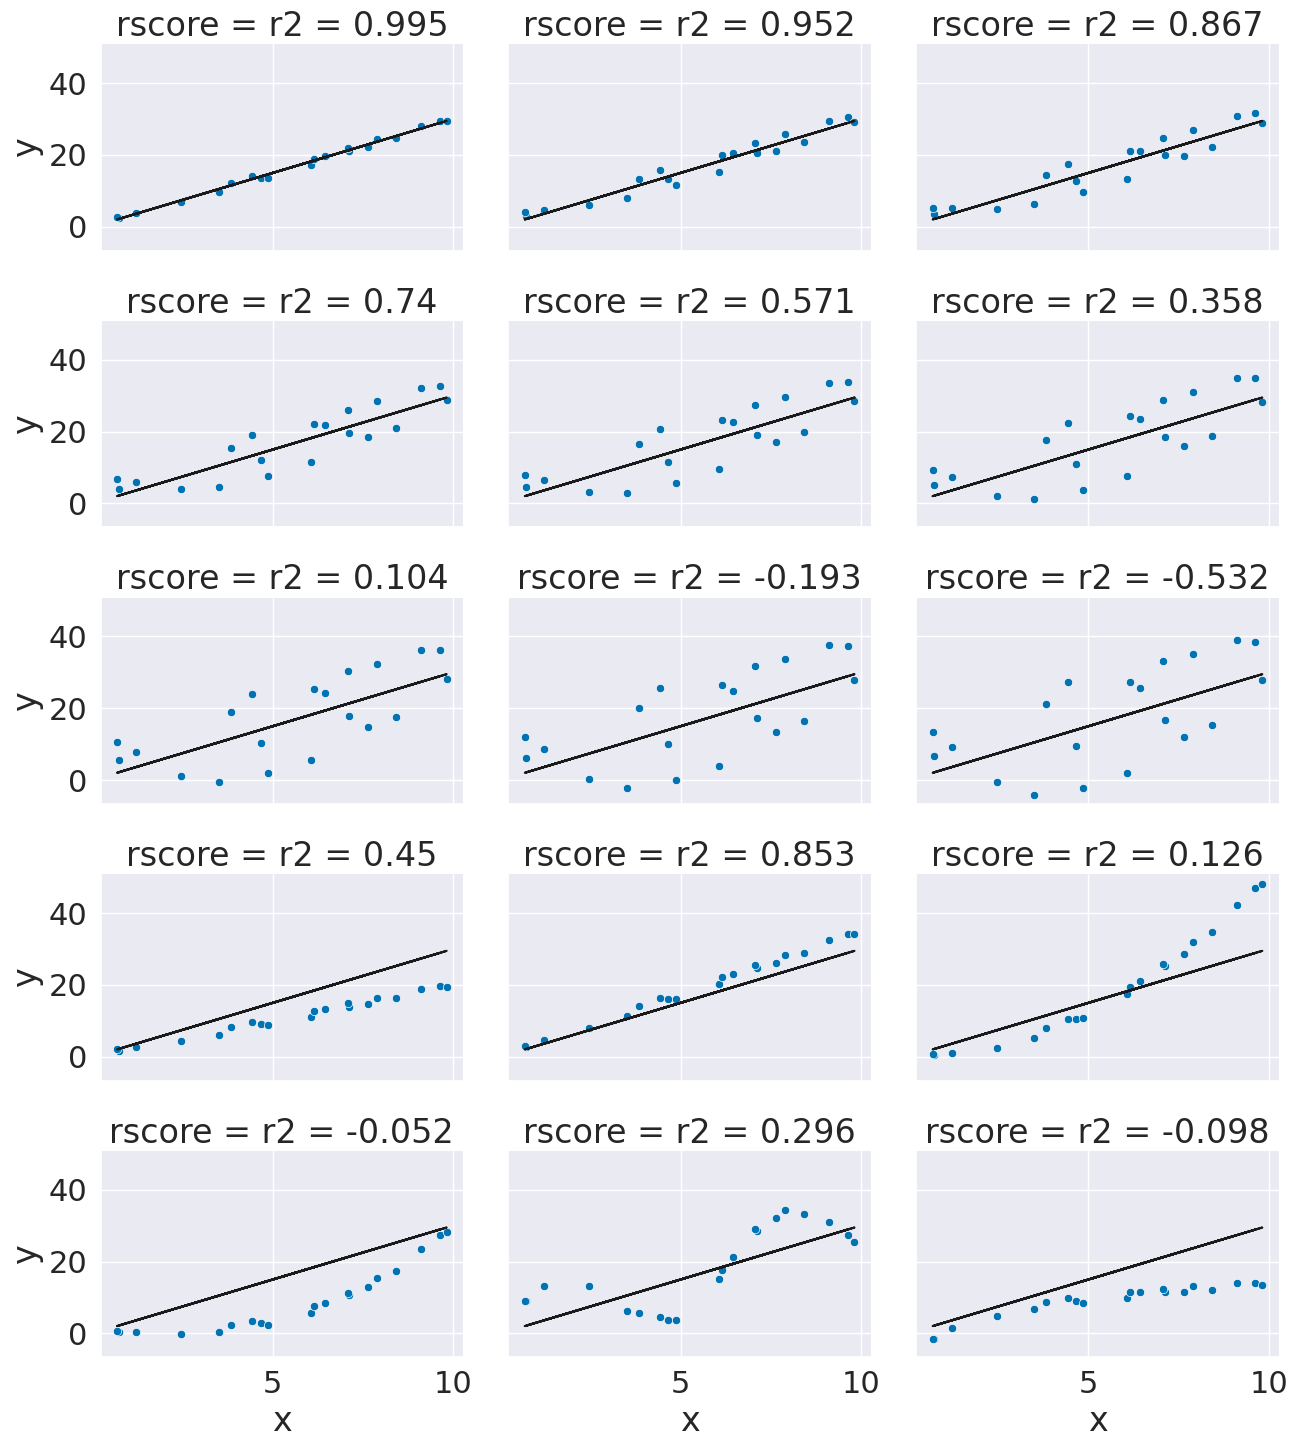 rscore = r2 = 0.995
rscore = r2 = 0.952
rscore = r2 = 0.867
40
20
0
y
rscore = r2 = 0.74
rscore = r2 = 0.571
rscore = r2 = 0.358
40
20
0
y
rscore = r2 = 0.104
rscore = r2 = -0.193
rscore = r2 = -0.532
40
20
0
y
rscore = r2 = 0.45
rscore = r2 = 0.853
rscore = r2 = 0.126
40
20
0
y
rscore = r2 = -0.052
rscore = r2 = 0.296
rscore = r2 = -0.098
40
20
0
y
5 10
5 10
5 10
x
x
x